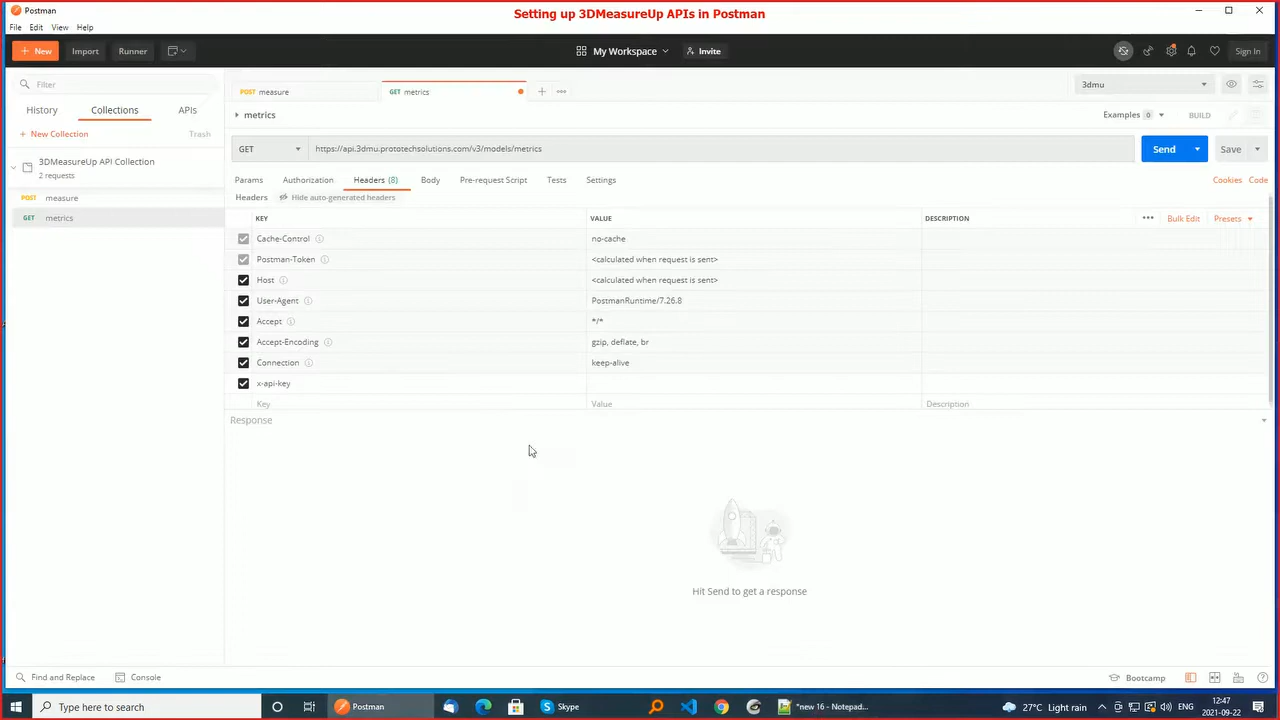 Postman
Setting up 3DMeasureUp APIs in Postman
File Edit View Help
+ New Import Runner My Workspace Invite Sign In
Filter
History Collections APIs
+ New Collection Trash
3DMeasureUp API Collection
2 requests
POST measure
GET metrics
POST measure GET metrics + 3dmu
metrics Examples 0 BUILD
GET https://api.3dmu.prototechsolutions.com/v3/models/metrics Send Save
Params Authorization Headers (8) Body Pre-request Script Tests Settings Cookies Code
Headers Hide auto-generated headers
KEY VALUE DESCRIPTION Bulk Edit Presets
Cache-Control no-cache
Postman-Token <calculated when request is sent>
Host <calculated when request is sent>
User-Agent PostmanRuntime/7.26.8
Accept */*
Accept-Encoding gzip, deflate, br
Connection keep-alive
x-api-key
Key Value Description
Response
Hit Send to get a response
Find and Replace Console Bootcamp
Type here to search Postman Skype *new 16 - Notepad... 27°C Light rain 12:47
2021-09-22